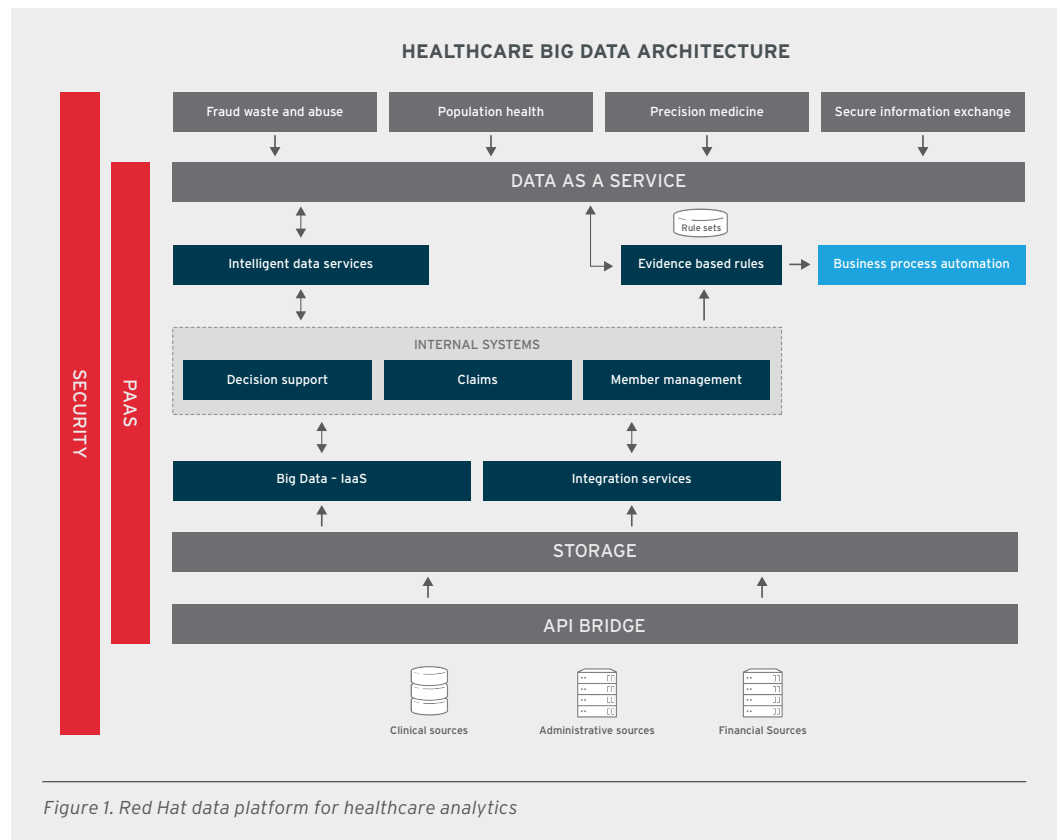 HEALTHCARE BIG DATA ARCHITECTURE
Fraud waste and abuse
Population health
Precision medicine
Secure information exchange
DATA AS A SERVICE
Rule sets
Intelligent data services
Evidence based rules
Business process automation
INTERNAL SYSTEMS
Decision support
Claims
Member management
SECURITY
PAAS
Big Data – IaaS
Integration services
STORAGE
API BRIDGE
Clinical sources
Administrative sources
Financial Sources
Figure 1. Red Hat data platform for healthcare analytics